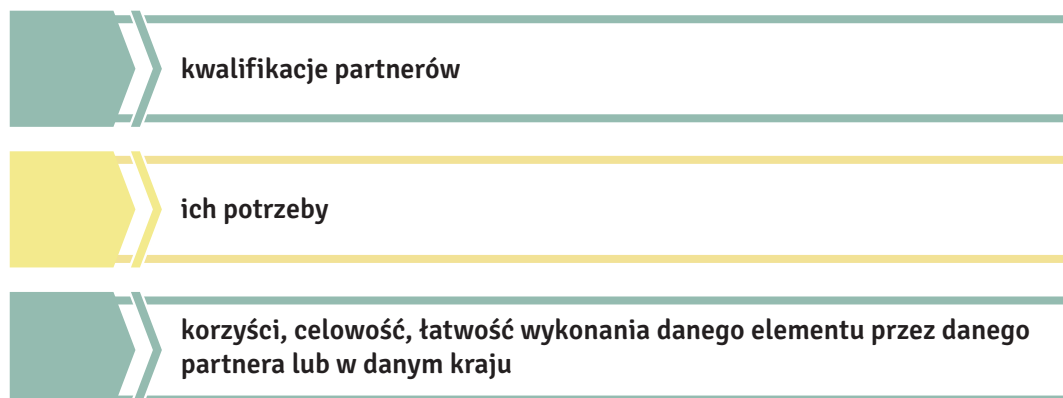 kwalifikacje partnerów
ich potrzeby
korzyści, celowość, łatwość wykonania danego elementu przez danego
partnera lub w danym kraju